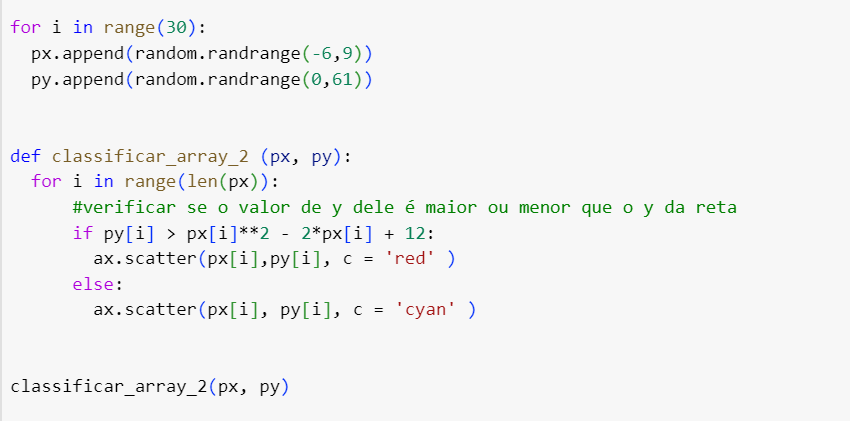 for i in range(30):
  px.append(random.randrange(-6,9))
  py.append(random.randrange(0,61))
def classificar_array_2 (px, py):
  for i in range(len(px)):
      #verificar se o valor de y dele é maior ou menor que o y da reta
      if py[i] > px[i]**2 - 2*px[i] + 12:
        ax.scatter(px[i],py[i], c = 'red' )
      else:
        ax.scatter(px[i], py[i], c = 'cyan' )
classificar_array_2(px, py)